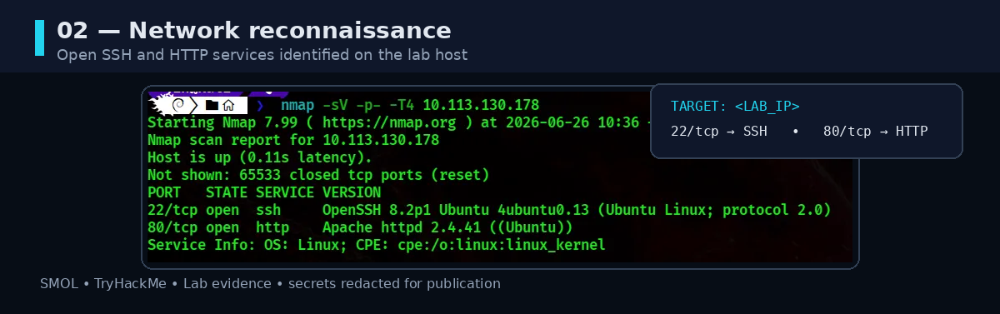 02 — Network reconnaissance
Open SSH and HTTP services identified on the lab host
TARGET: <LAB_IP>
22/tcp → SSH • 80/tcp → HTTP
❯ nmap -sV -p- -T4 10.113.130.178
Starting Nmap 7.99 ( https://nmap.org ) at 2026-06-26 10:36
Nmap scan report for 10.113.130.178
Host is up (0.11s latency).
Not shown: 65533 closed tcp ports (reset)
PORT STATE SERVICE VERSION
22/tcp open ssh OpenSSH 8.2p1 Ubuntu 4ubuntu0.13 (Ubuntu Linux; protocol 2.0)
80/tcp open http Apache httpd 2.4.41 ((Ubuntu))
Service Info: OS: Linux; CPE: cpe:/o:linux:linux_kernel
SMOL • TryHackMe • Lab evidence • secrets redacted for publication